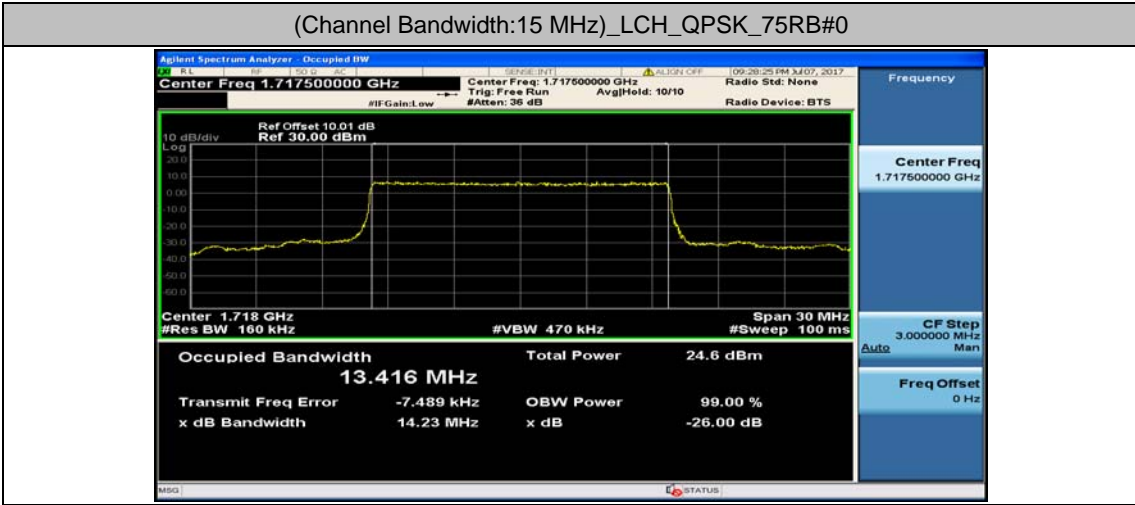 (Channel Bandwidth:15 MHz)_LCH_QPSK_75RB#0
Agilent Spectrum Analyzer - Occupied BW
RL RF 50 Ω AC SENSE:INT ALIGN OFF 09:28:25 PM Jul 07, 2017
Center Freq 1.717500000 GHz
Center Freq: 1.717500000 GHz
Radio Std: None
Trig: Free Run Avg|Hold: 10/10
#IFGain:Low
#Atten: 36 dB
Radio Device: BTS
Frequency
Ref Offset 10.01 dB
10 dB/div
Ref 30.00 dBm
Log
20.0
10.0
0.00
-10.0
-20.0
-30.0
-40.0
-50.0
-60.0
Center Freq
1.717500000 GHz
Center 1.718 GHz
Span 30 MHz
#Res BW 160 kHz
#VBW 470 kHz
#Sweep 100 ms
CF Step
3.000000 MHz
Auto Man
Occupied Bandwidth
Total Power 24.6 dBm
13.416 MHz
Freq Offset
0 Hz
Transmit Freq Error -7.489 kHz OBW Power 99.00 %
x dB Bandwidth 14.23 MHz x dB -26.00 dB
MSG
STATUS